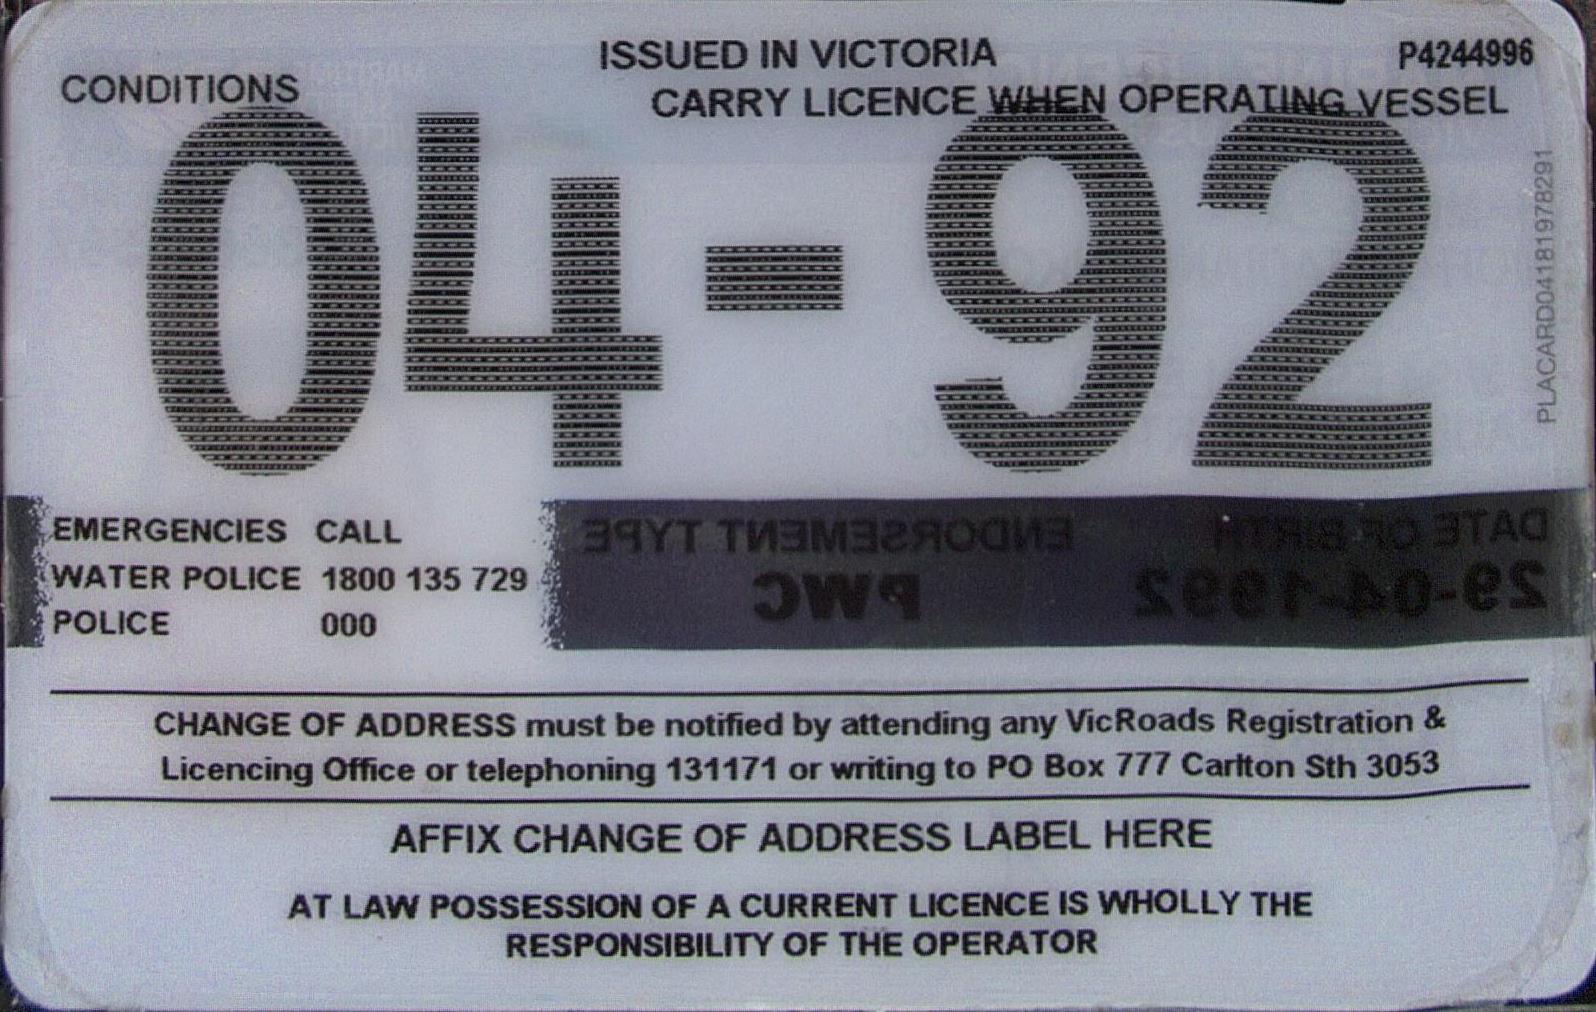 ISSUED IN VICTORIA
P4244996
CONDITIONS
CARRY LICENCE WHEN OPERATING VESSEL
04-92
PLACARD04181978291
EMERGENCIES CALL
WATER POLICE 1800 135 729
POLICE 000
DATE OF BIRTH ENDORSEMENT TYPE
29-04-1992 PWC
CHANGE OF ADDRESS must be notified by attending any VicRoads Registration &
Licencing Office or telephoning 131171 or writing to PO Box 777 Carlton Sth 3053
AFFIX CHANGE OF ADDRESS LABEL HERE
AT LAW POSSESSION OF A CURRENT LICENCE IS WHOLLY THE
RESPONSIBILITY OF THE OPERATOR